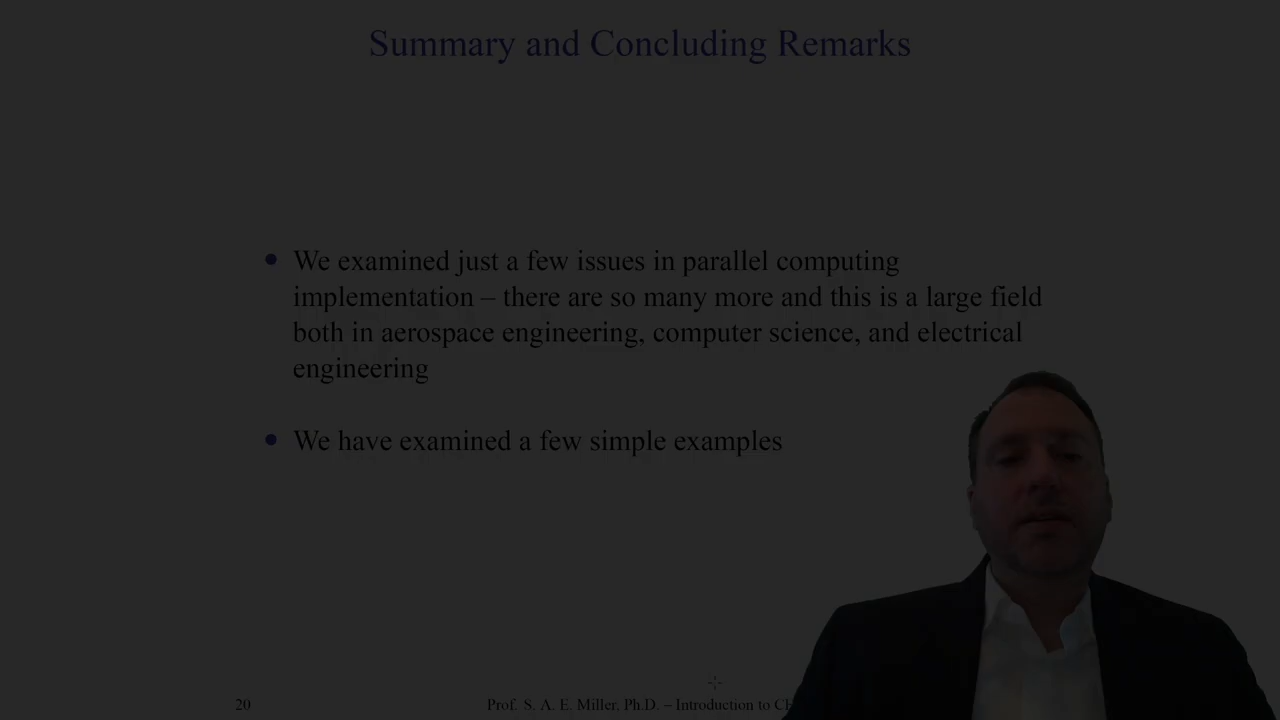 Summary and Concluding Remarks
• We examined just a few issues in parallel computing
implementation – there are so many more and this is a large field
both in aerospace engineering, computer science, and electrical
engineering
• We have examined a few simple examples
20
Prof. S. A. E. Miller, Ph.D. – Introduction to